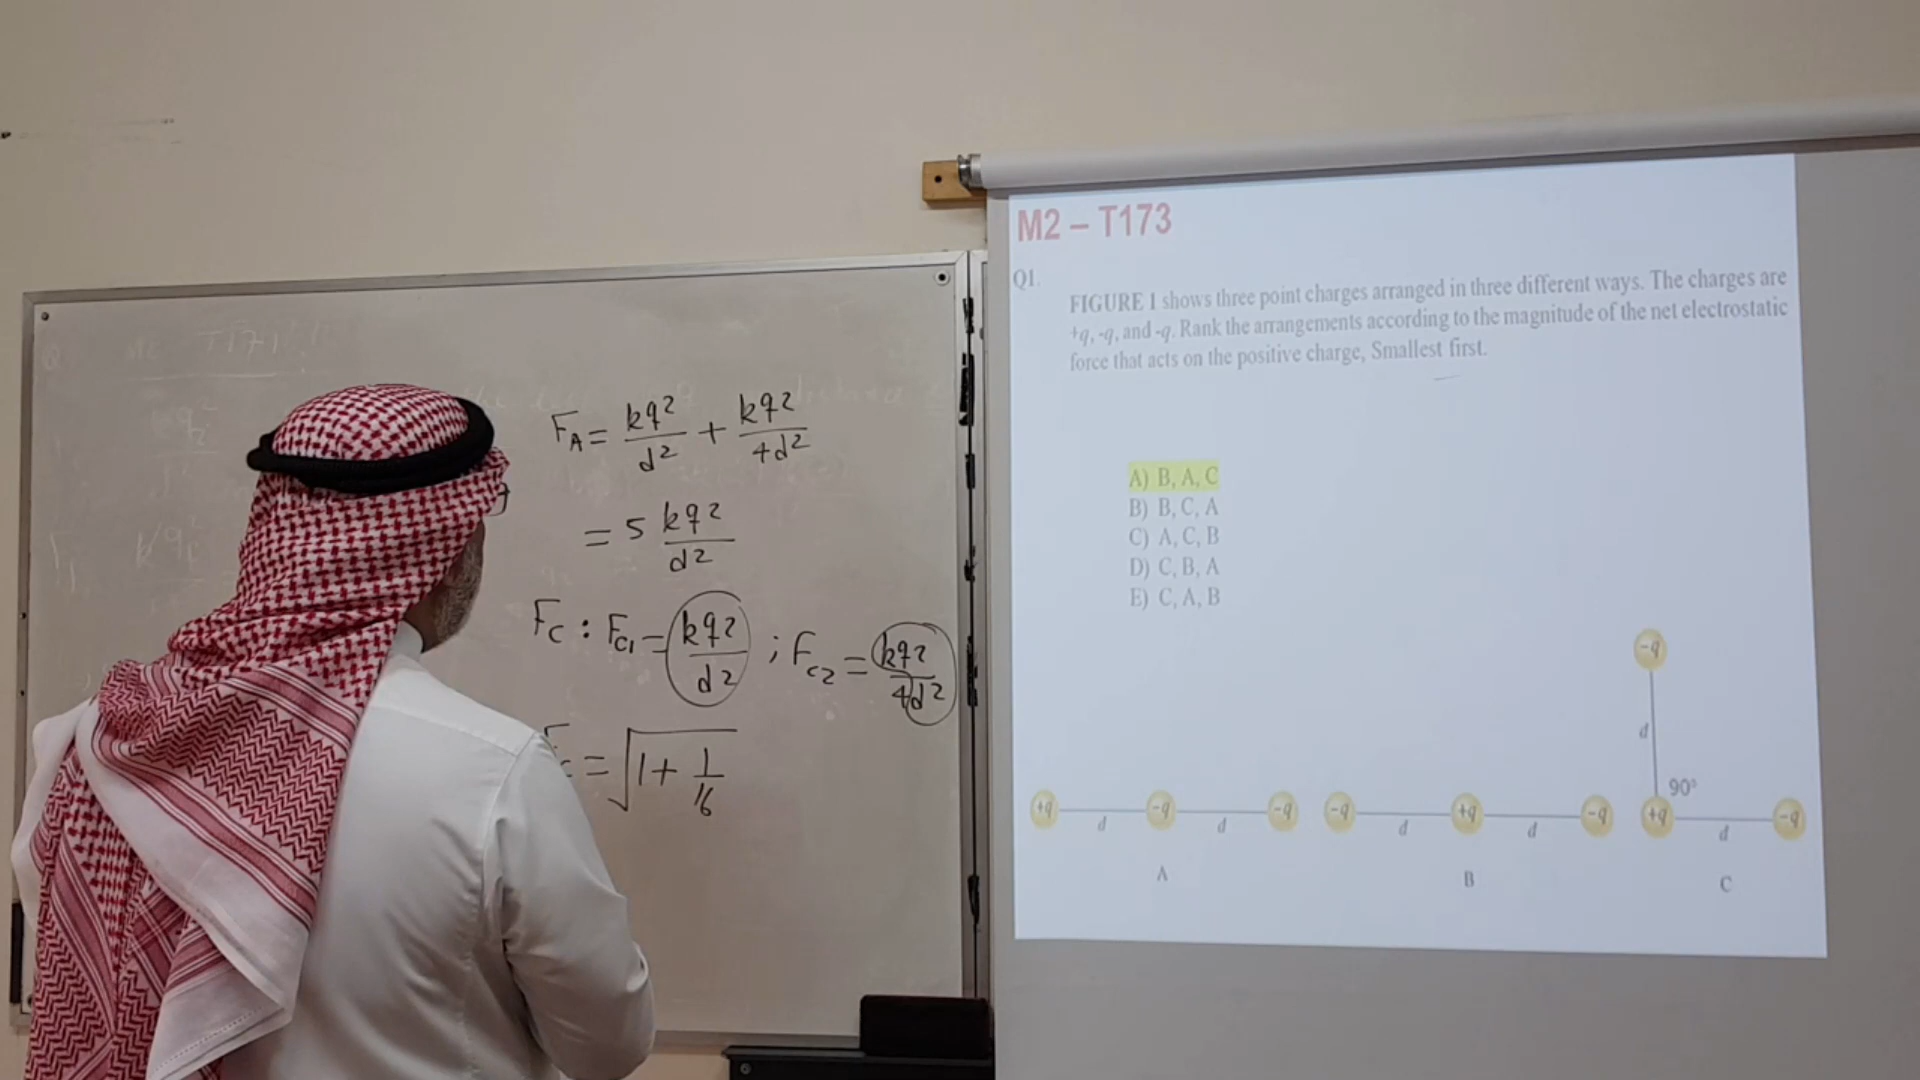 M2 – T173
Q1.
FIGURE 1 shows three point charges arranged in three different ways. The charges are
+q, -q, and -q. Rank the arrangements according to the magnitude of the net electrostatic
force that acts on the positive charge, Smallest first.
A) B, A, C
B) B, C, A
C) A, C, B
D) C, B, A
E) C, A, B
-q
d
90°
+q -q -q -q +q -q +q -q
d d d d d
A B C
M2 T171
F_A = kq2/d2 + kq2/4d2
= 5 kq2/d2
F_C : F_C1 = kq2/d2 ; F_C2 = kq2/4d2
= √(1 + 1/16)